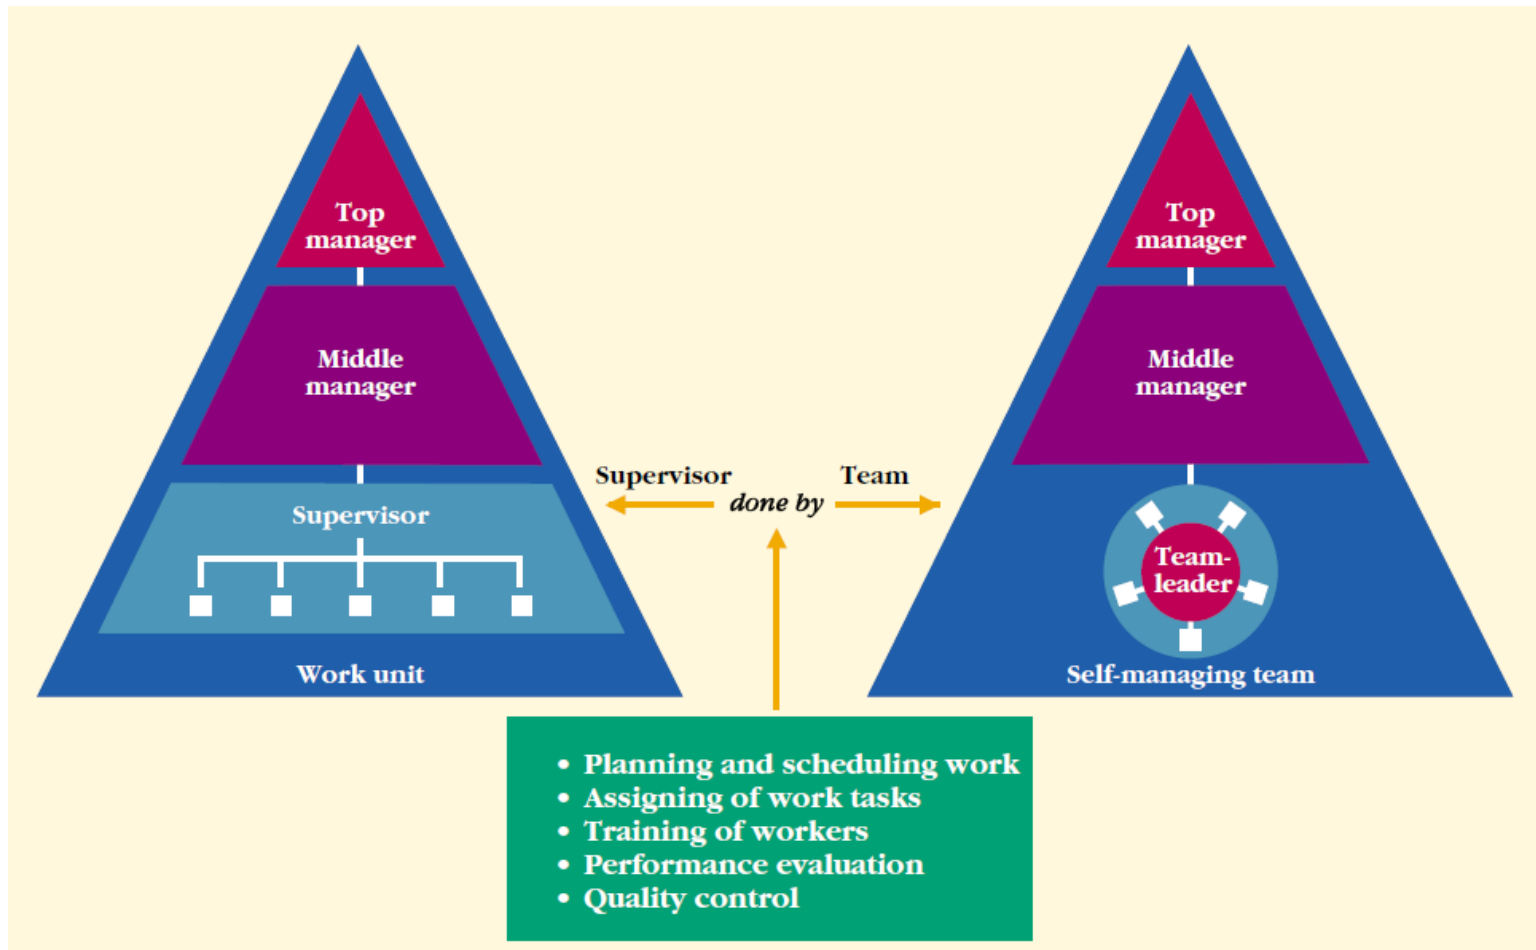 Top
manager
Middle
manager
Supervisor
Work unit
Supervisor
done by
Team
Top
manager
Middle
manager
Team-
leader
Self-managing team
• Planning and scheduling work
• Assigning of work tasks
• Training of workers
• Performance evaluation
• Quality control